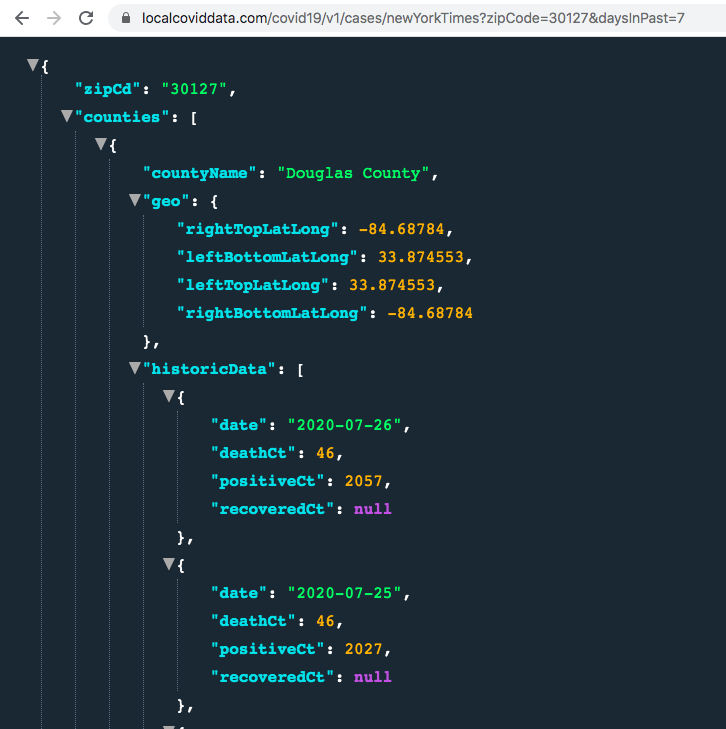 localcoviddata.com/covid19/v1/cases/newYorkTimes?zipCode=30127&daysInPast=7
{
"zipCd": "30127",
"counties": [
{
"countyName": "Douglas County",
"geo": {
"rightTopLatLong": -84.68784,
"leftBottomLatLong": 33.874553,
"leftTopLatLong": 33.874553,
"rightBottomLatLong": -84.68784
},
"historicData": [
{
"date": "2020-07-26",
"deathCt": 46,
"positiveCt": 2057,
"recoveredCt": null
},
{
"date": "2020-07-25",
"deathCt": 46,
"positiveCt": 2027,
"recoveredCt": null
},